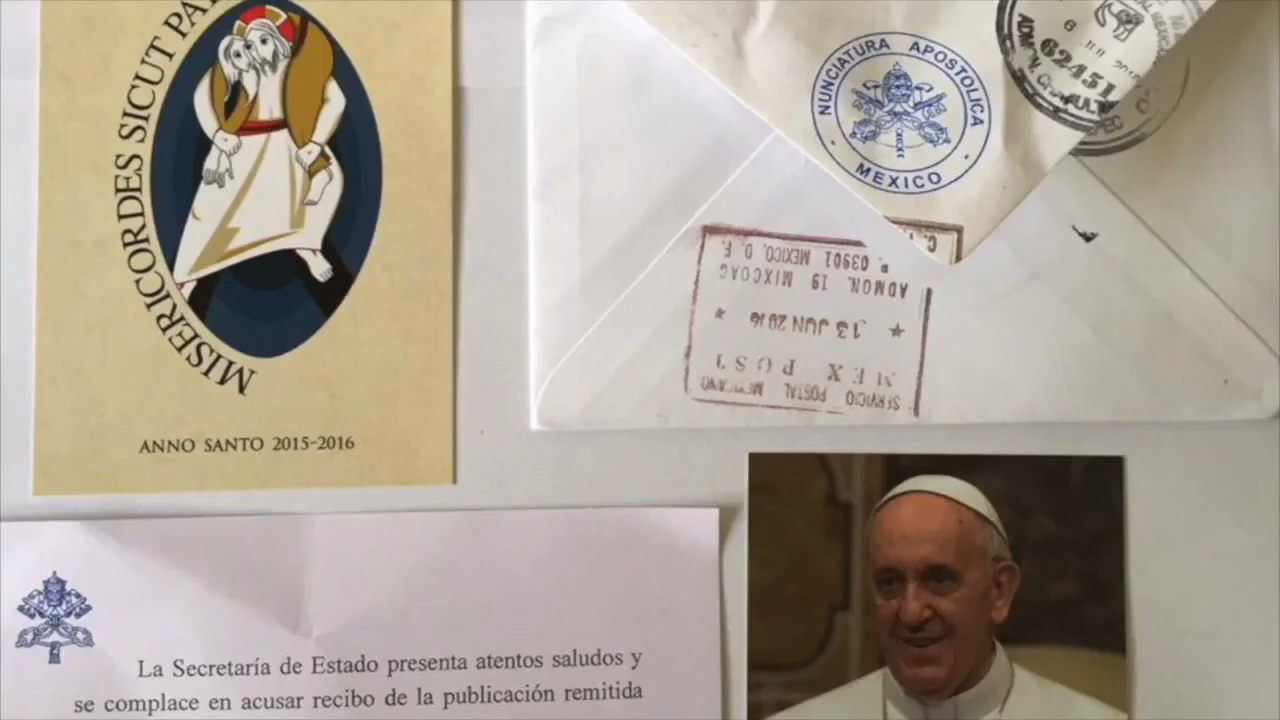 MISERICORDES SICUT PA
ANNO SANTO 2015-2016
NUNCIATURA APOSTOLICA
MEXICO
62451
C.
P. 03901 MEXICO, D. F.
ADMON. 19 MIXCOAC
★ 13 JUN 2016 ★
MEX POST
SERVICIO POSTAL MEXICANO
La Secretaría de Estado presenta atentos saludos y
se complace en acusar recibo de la publicación remitida